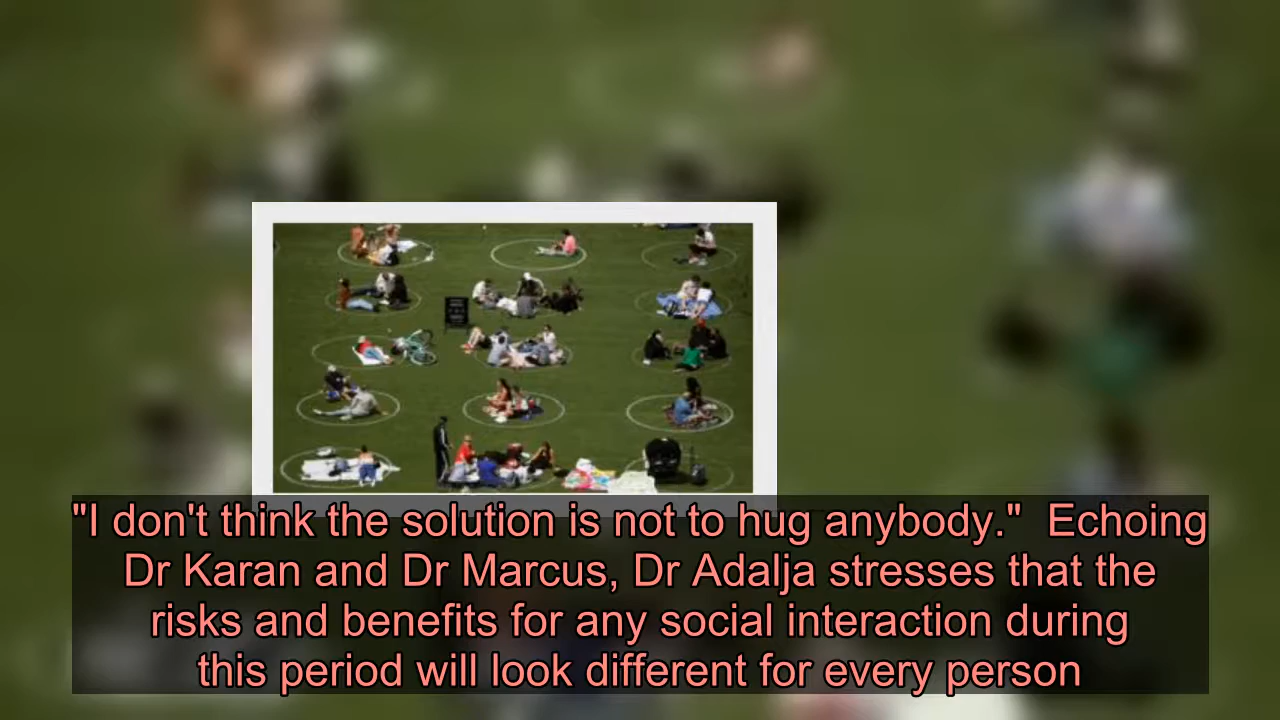 "I don't think the solution is not to hug anybody."  Echoing
Dr Karan and Dr Marcus, Dr Adalja stresses that the
risks and benefits for any social interaction during
this period will look different for every person